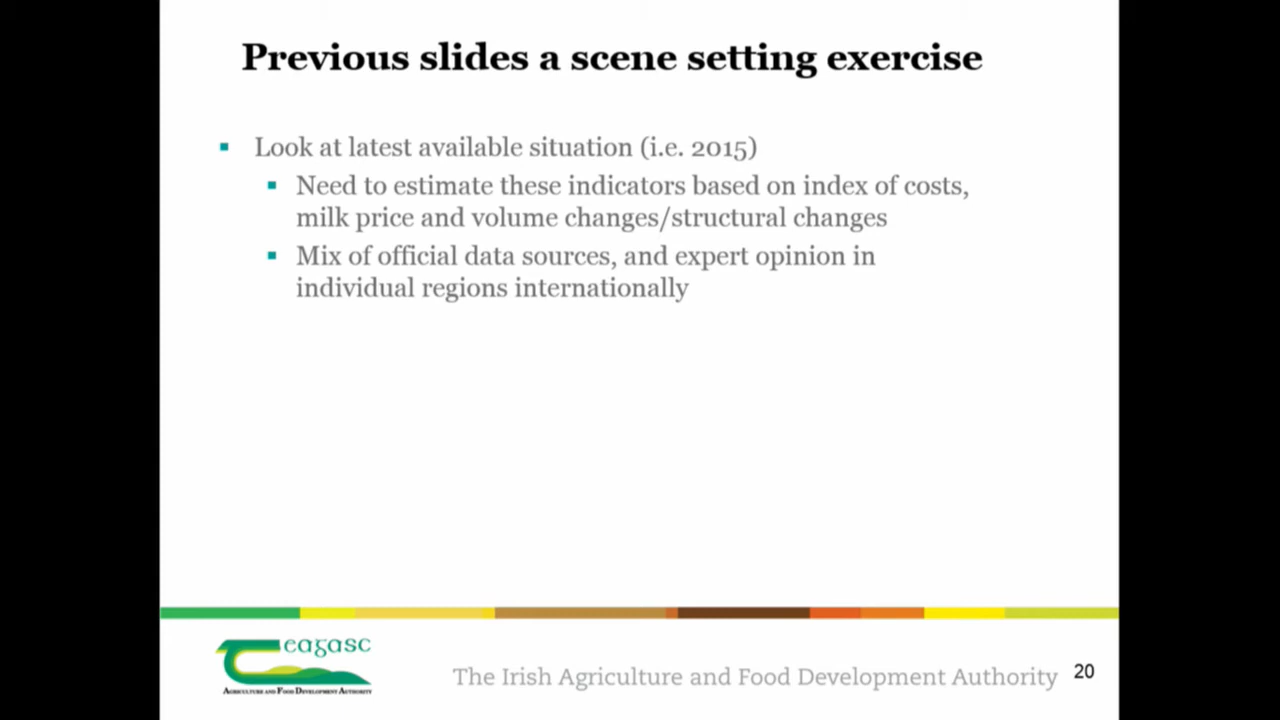 Previous slides a scene setting exercise
Look at latest available situation (i.e. 2015)
Need to estimate these indicators based on index of costs,
milk price and volume changes/structural changes
Mix of official data sources, and expert opinion in
individual regions internationally
eagasc
AGRICULTURE AND FOOD DEVELOPMENT AUTHORITY
The Irish Agriculture and Food Development Authority
20